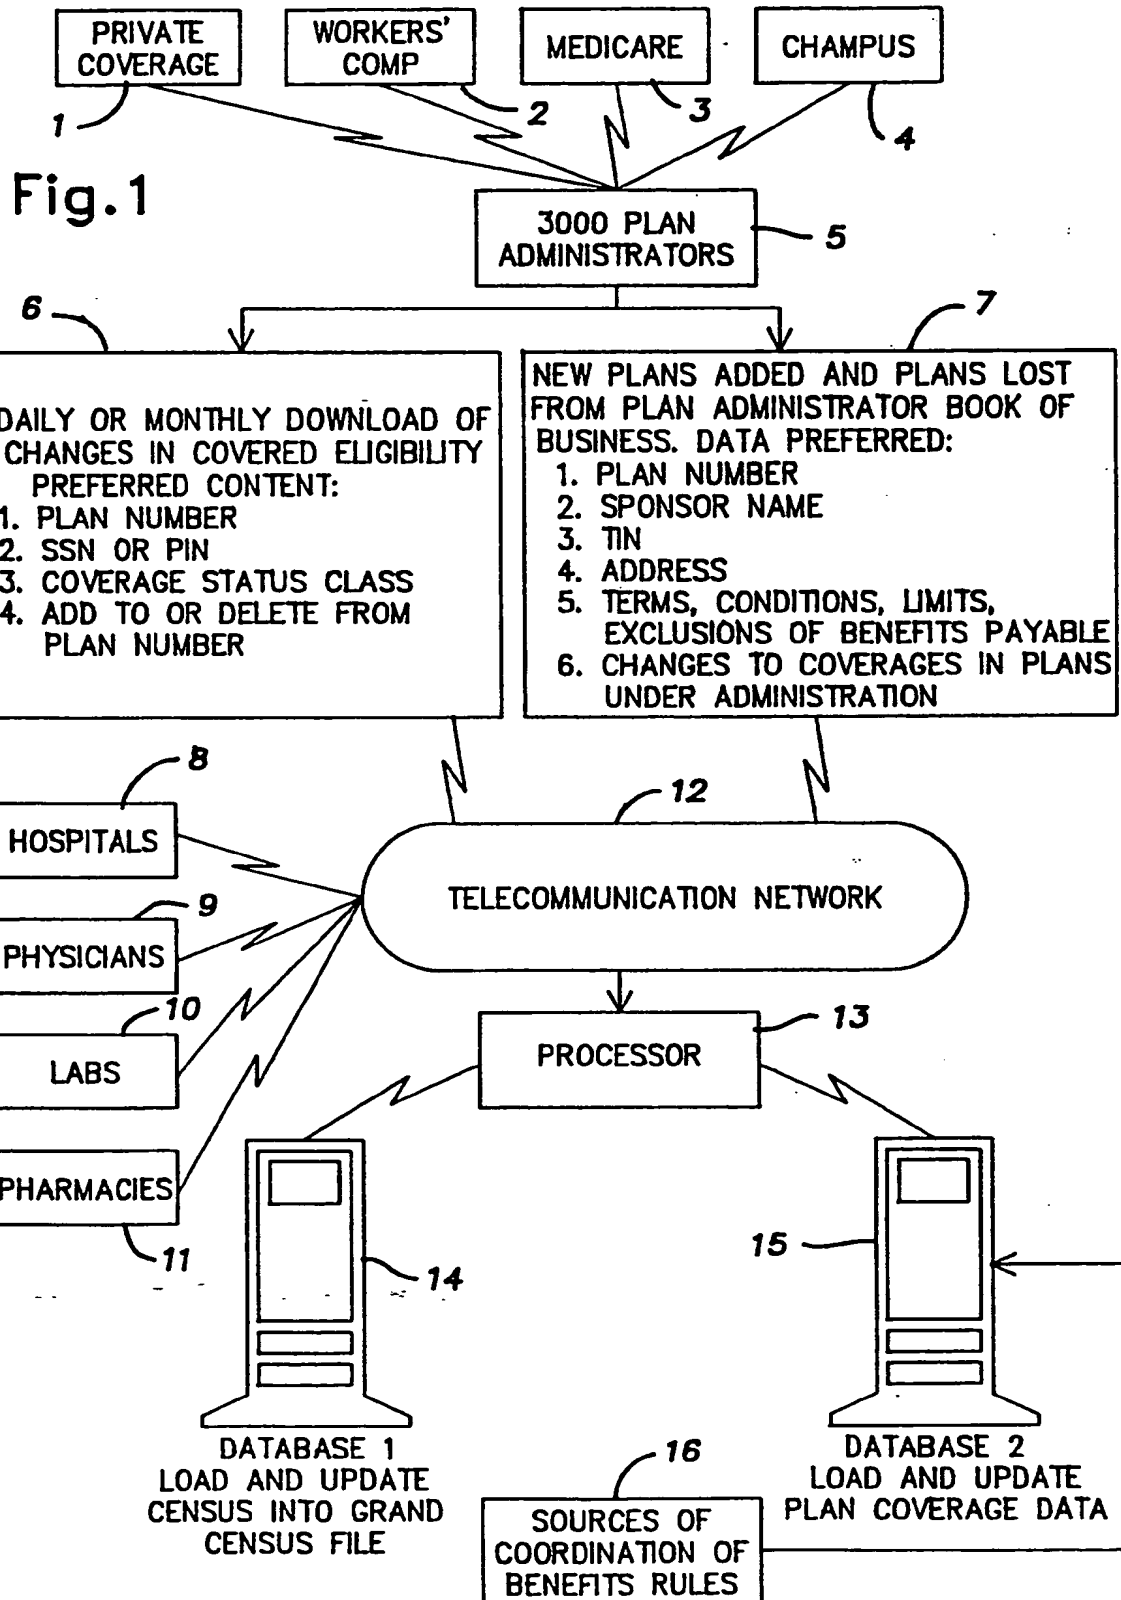 PRIVATE
COVERAGE
WORKERS'
COMP
MEDICARE
CHAMPUS
1
2
3
4
Fig.1
3000 PLAN
ADMINISTRATORS
5
6
7
DAILY OR MONTHLY DOWNLOAD OF
CHANGES IN COVERED ELIGIBILITY
PREFERRED CONTENT:
1. PLAN NUMBER
2. SSN OR PIN
3. COVERAGE STATUS CLASS
4. ADD TO OR DELETE FROM
PLAN NUMBER
NEW PLANS ADDED AND PLANS LOST
FROM PLAN ADMINISTRATOR BOOK OF
BUSINESS. DATA PREFERRED:
1. PLAN NUMBER
2. SPONSOR NAME
3. TIN
4. ADDRESS
5. TERMS, CONDITIONS, LIMITS,
EXCLUSIONS OF BENEFITS PAYABLE
6. CHANGES TO COVERAGES IN PLANS
UNDER ADMINISTRATION
8
HOSPITALS
9
PHYSICIANS
10
LABS
PHARMACIES
11
12
TELECOMMUNICATION NETWORK
13
PROCESSOR
14
15
DATABASE 1
LOAD AND UPDATE
CENSUS INTO GRAND
CENSUS FILE
DATABASE 2
LOAD AND UPDATE
PLAN COVERAGE DATA
16
SOURCES OF
COORDINATION OF
BENEFITS RULES